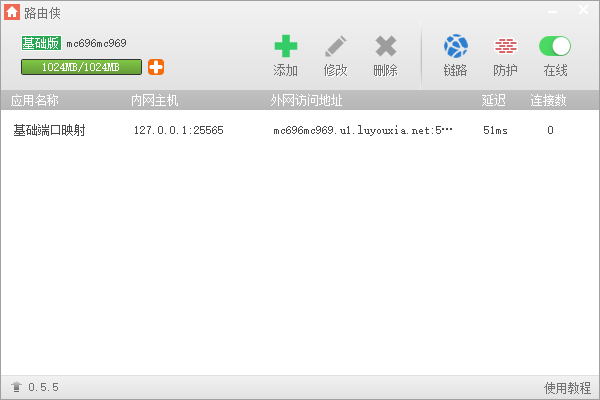 路由侠
基础版 mc696mc969
1024MB/1024MB
添加 修改 删除 链路 防护 在线
应用名称 内网主机 外网访问地址 延迟 连接数
基础端口映射 127.0.0.1:25565 mc696mc969.u1.luyouxia.net:5… 51ms 0
0.5.5 使用教程